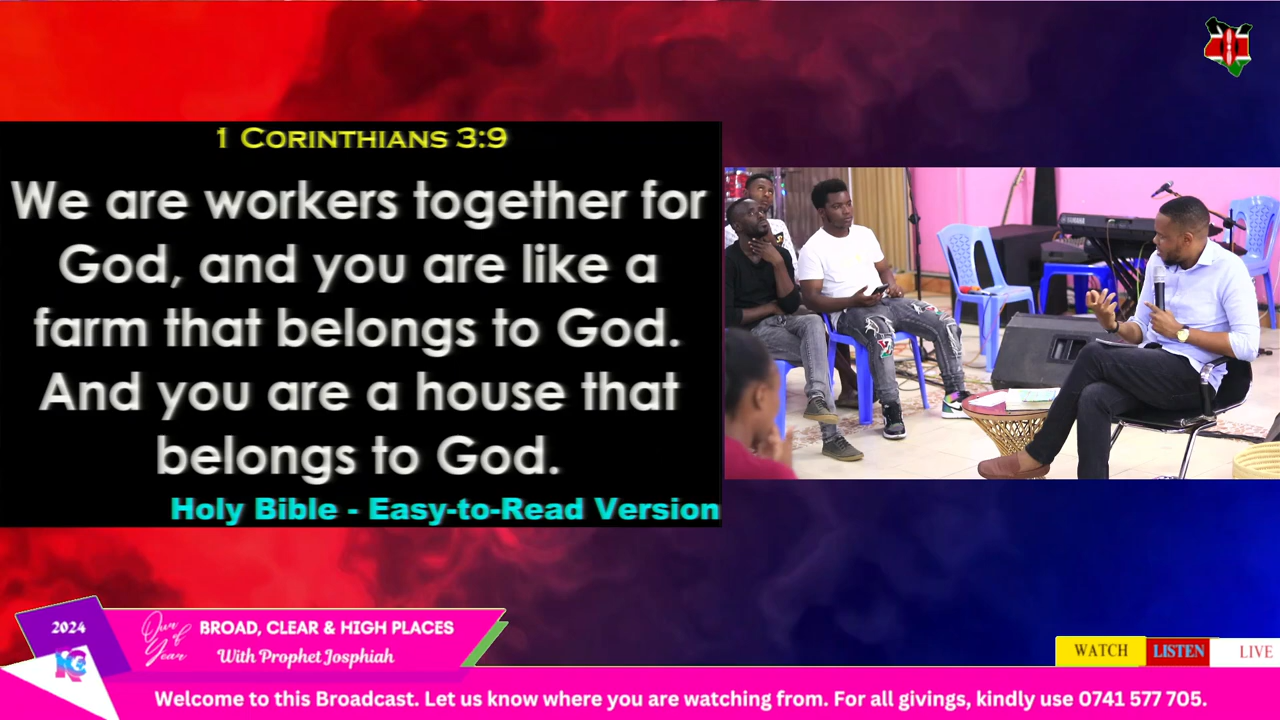 1 CORINTHIANS 3:9
We are workers together for
God, and you are like a
farm that belongs to God.
And you are a house that
belongs to God.
Holy Bible - Easy-to-Read Version
YAMAHA
2024
Our
of
Year
BROAD, CLEAR & HIGH PLACES
With Prophet Josphiah
WATCH LISTEN LIVE
Welcome to this Broadcast. Let us know where you are watching from. For all givings, kindly use 0741 577 705.